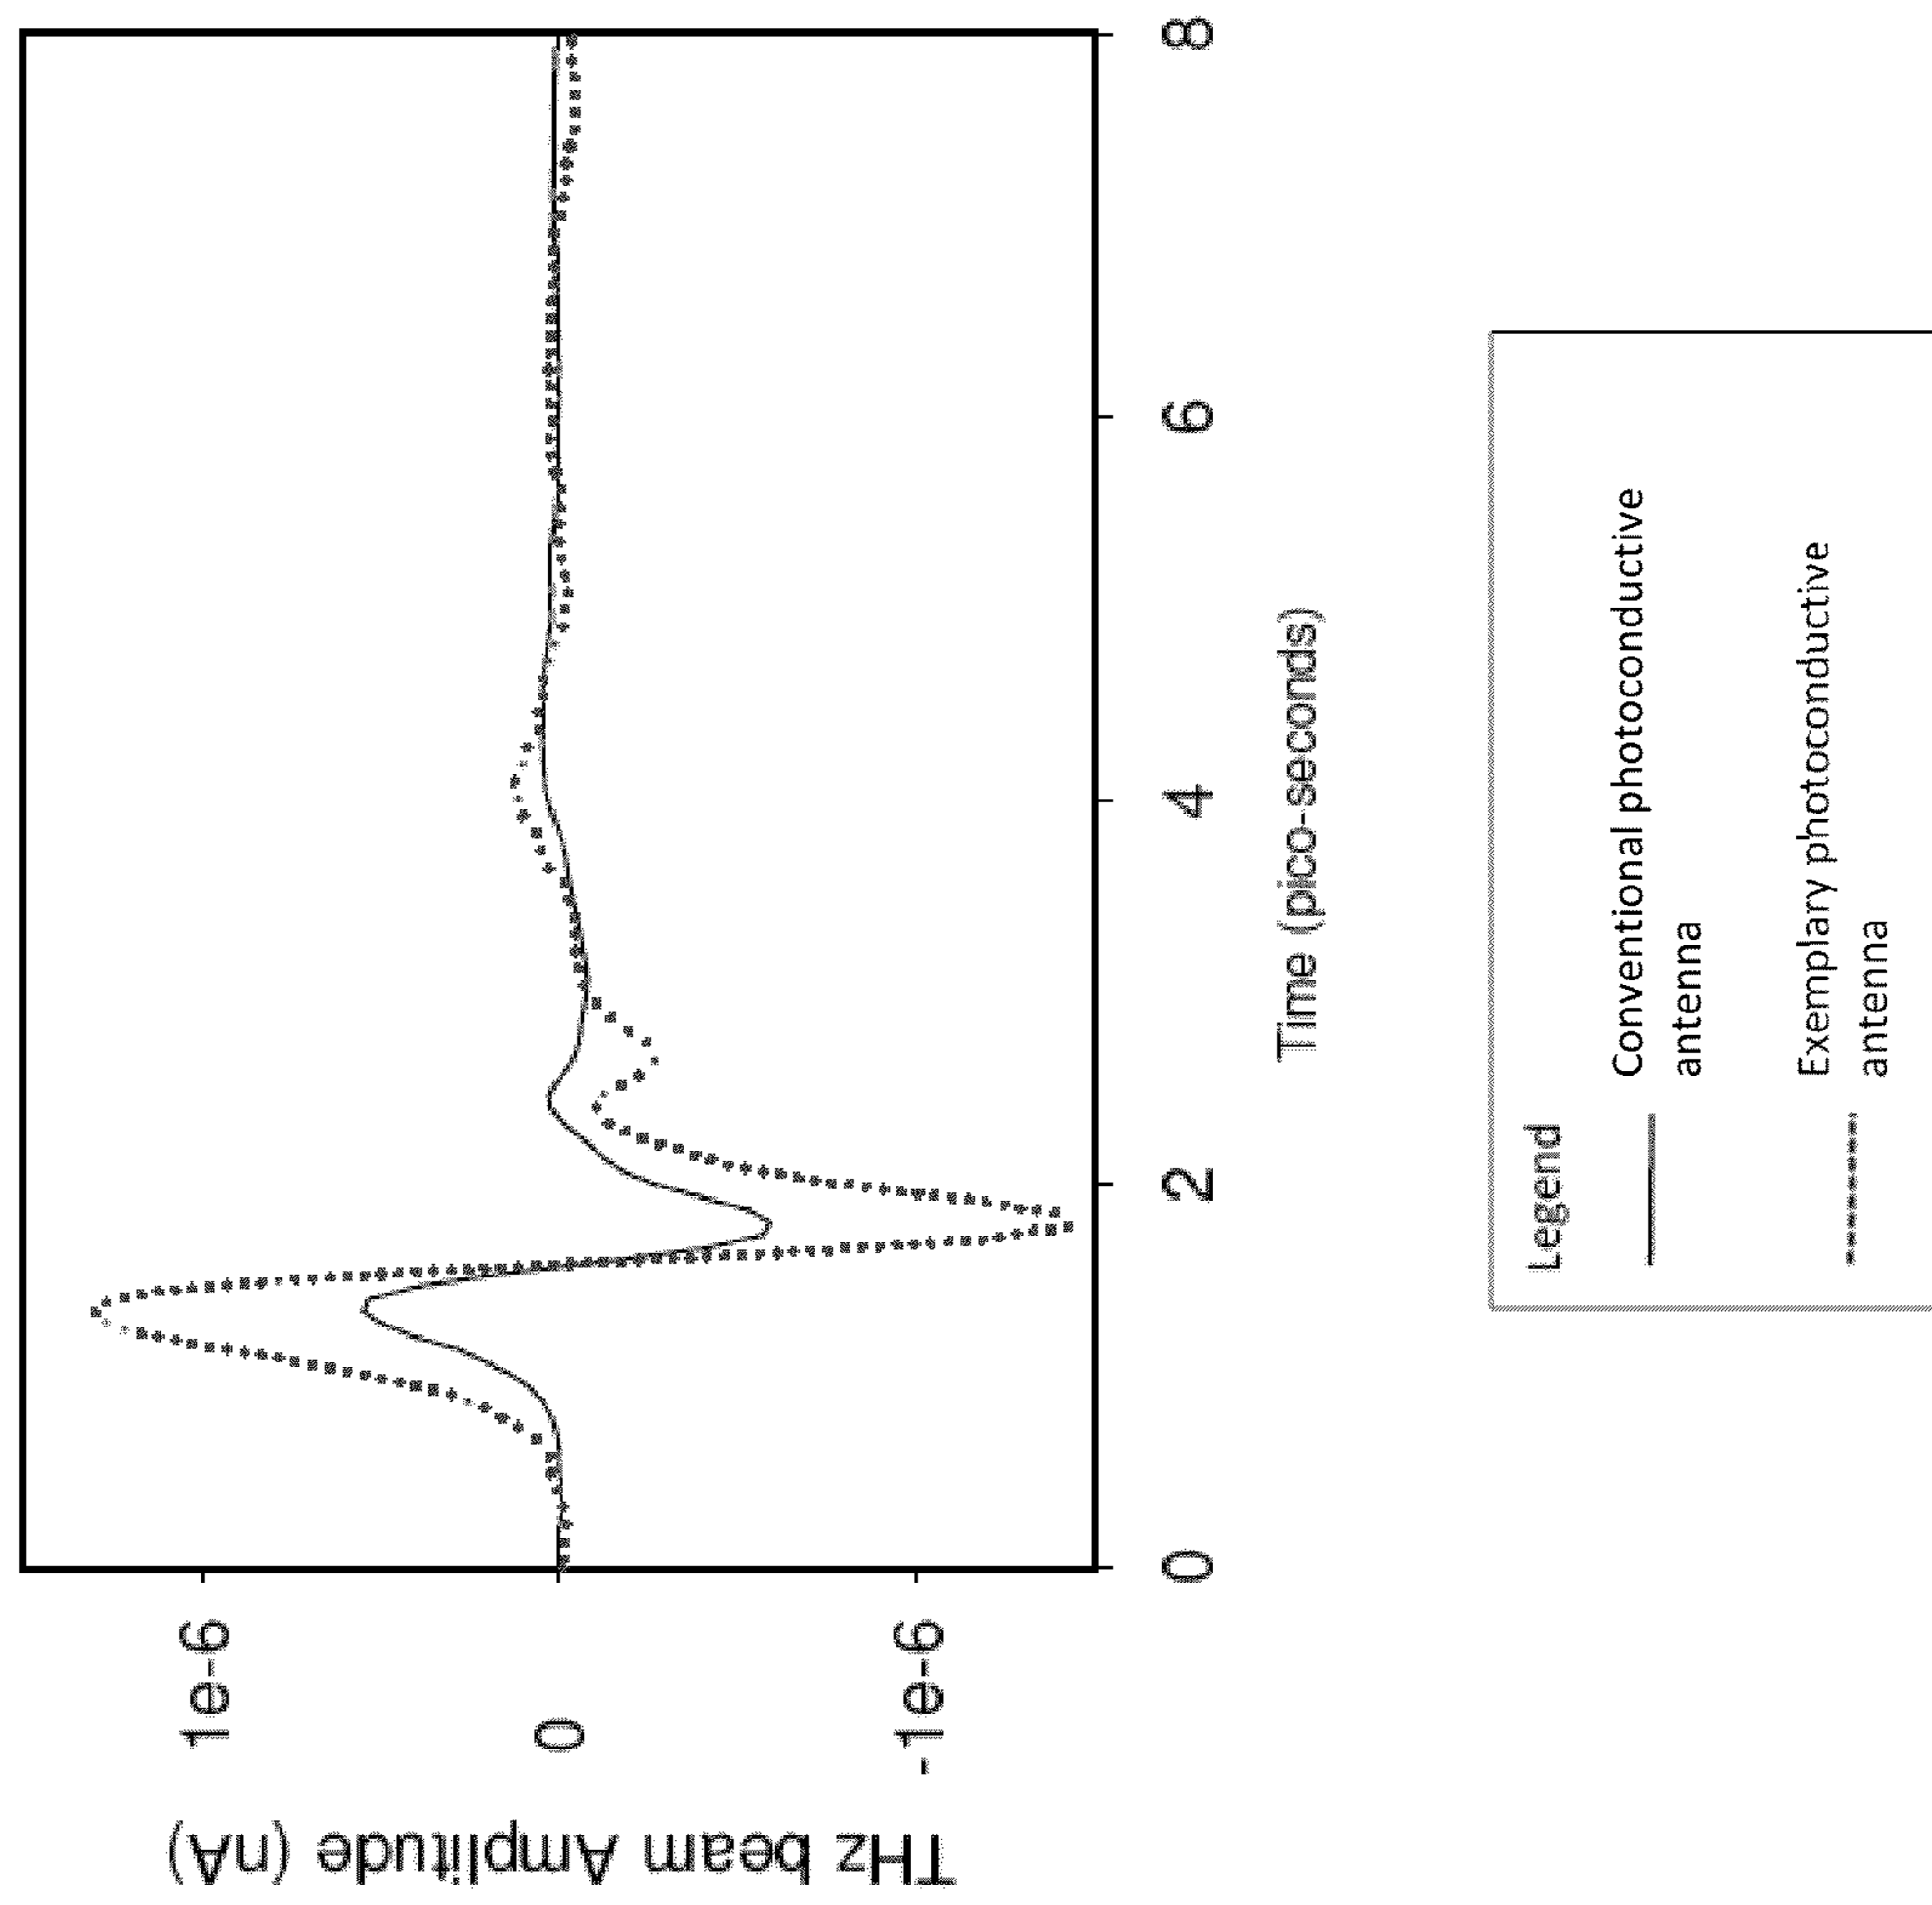 THz beam Amplitude (nA)
1e-6
0
-1e-6
0
2
4
6
8
Time (pico-seconds)
Legend
Conventional photoconductive
antenna
Exemplary photoconductive
antenna